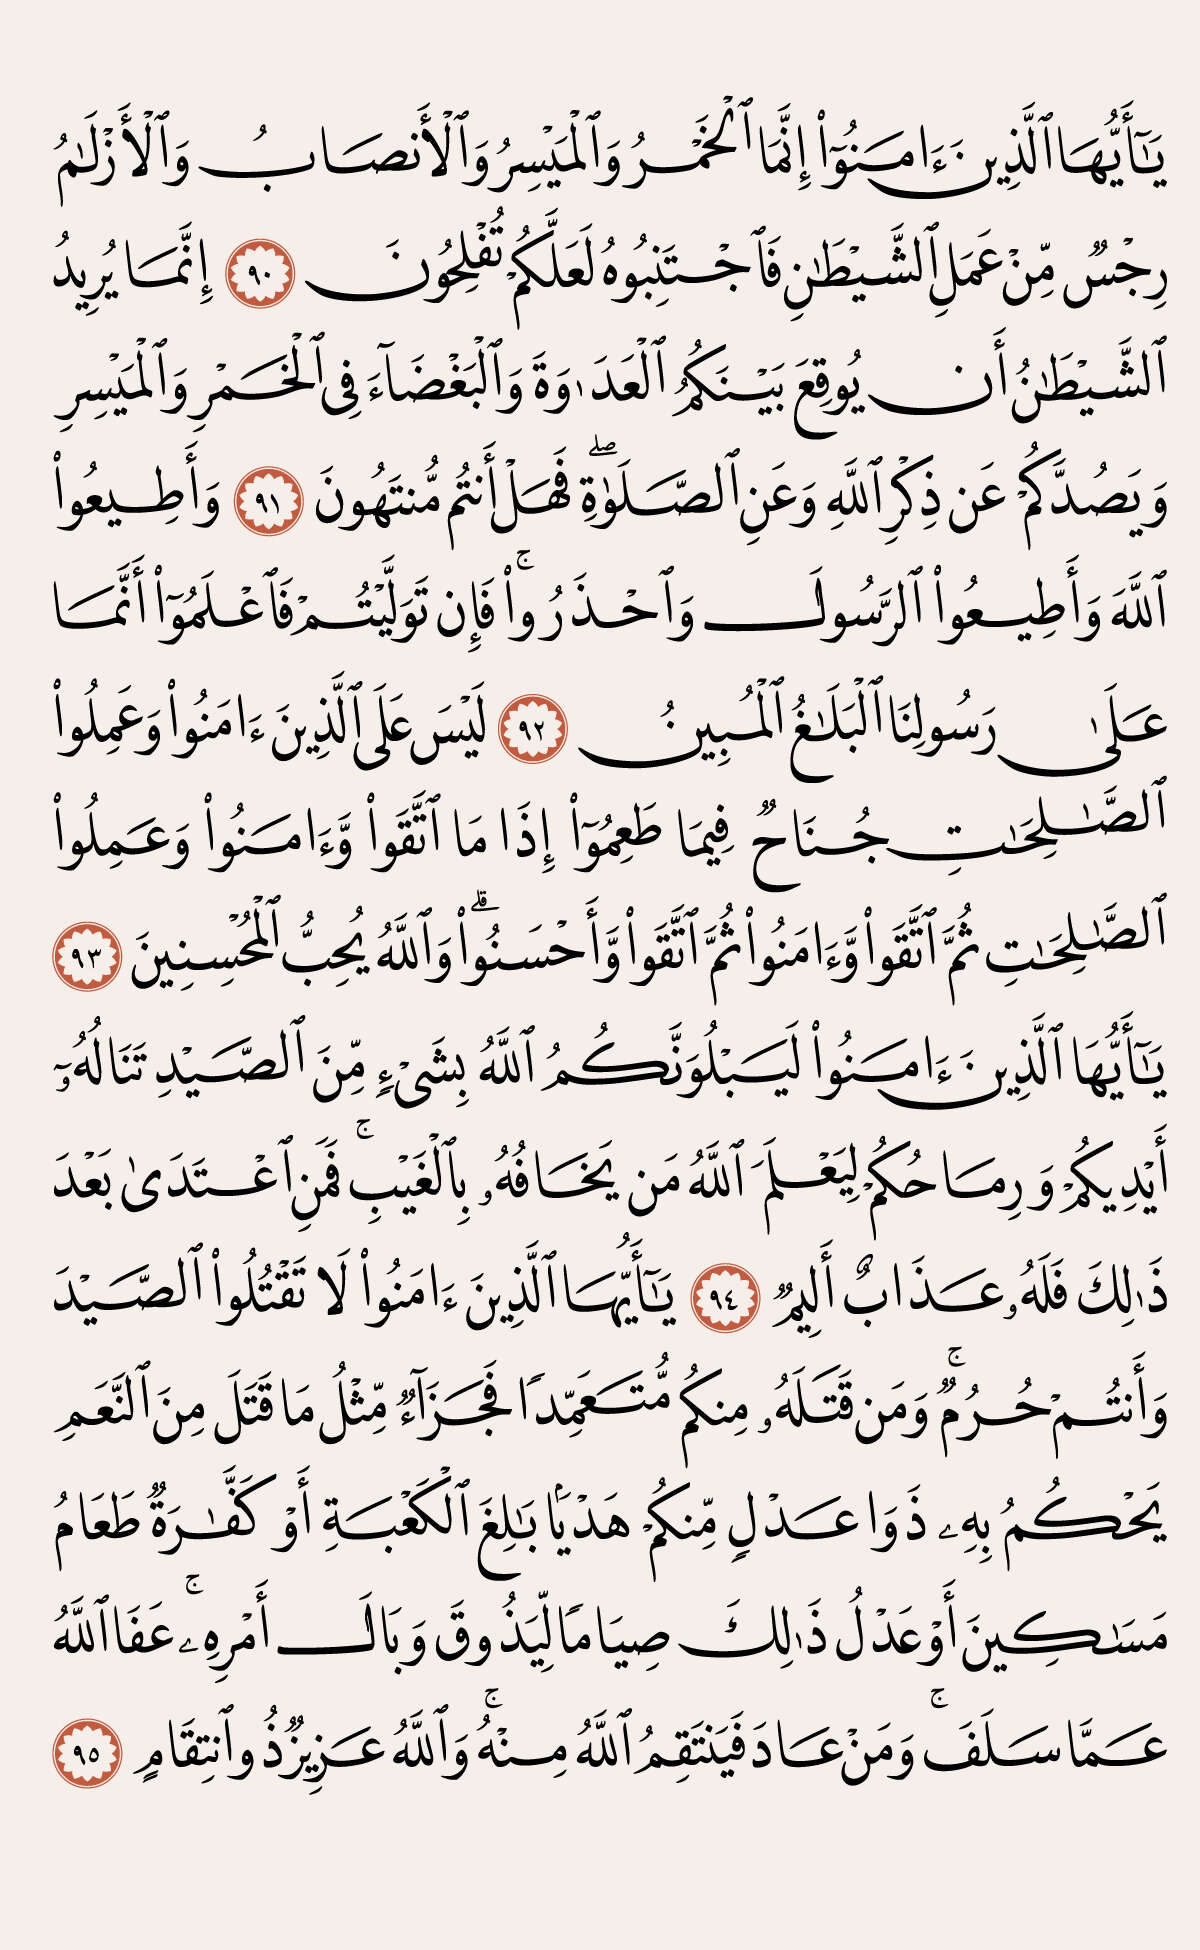 يَٰٓأَيُّهَا ٱلَّذِينَ ءَامَنُوٓا۟ إِنَّمَا ٱلْخَمْرُ وَٱلْمَيْسِرُ وَٱلْأَنصَابُ وَٱلْأَزْلَٰمُ
رِجْسٌ مِّنْ عَمَلِ ٱلشَّيْطَٰنِ فَٱجْتَنِبُوهُ لَعَلَّكُمْ تُفْلِحُونَ ٩٠ إِنَّمَا يُرِيدُ
ٱلشَّيْطَٰنُ أَن يُوقِعَ بَيْنَكُمُ ٱلْعَدَٰوَةَ وَٱلْبَغْضَآءَ فِى ٱلْخَمْرِ وَٱلْمَيْسِرِ
وَيَصُدَّكُمْ عَن ذِكْرِ ٱللَّهِ وَعَنِ ٱلصَّلَوٰةِ ۖ فَهَلْ أَنتُم مُّنتَهُونَ ٩١ وَأَطِيعُوا۟
ٱللَّهَ وَأَطِيعُوا۟ ٱلرَّسُولَ وَٱحْذَرُوا۟ ۚ فَإِن تَوَلَّيْتُمْ فَٱعْلَمُوٓا۟ أَنَّمَا
عَلَىٰ رَسُولِنَا ٱلْبَلَٰغُ ٱلْمُبِينُ ٩٢ لَيْسَ عَلَى ٱلَّذِينَ ءَامَنُوا۟ وَعَمِلُوا۟
ٱلصَّٰلِحَٰتِ جُنَاحٌ فِيمَا طَعِمُوٓا۟ إِذَا مَا ٱتَّقَوا۟ وَّءَامَنُوا۟ وَعَمِلُوا۟
ٱلصَّٰلِحَٰتِ ثُمَّ ٱتَّقَوا۟ وَّءَامَنُوا۟ ثُمَّ ٱتَّقَوا۟ وَّأَحْسَنُوا۟ ۗ وَٱللَّهُ يُحِبُّ ٱلْمُحْسِنِينَ ٩٣
يَٰٓأَيُّهَا ٱلَّذِينَ ءَامَنُوا۟ لَيَبْلُوَنَّكُمُ ٱللَّهُ بِشَىْءٍ مِّنَ ٱلصَّيْدِ تَنَالُهُۥٓ
أَيْدِيكُمْ وَرِمَاحُكُمْ لِيَعْلَمَ ٱللَّهُ مَن يَخَافُهُۥ بِٱلْغَيْبِ ۚ فَمَنِ ٱعْتَدَىٰ بَعْدَ
ذَٰلِكَ فَلَهُۥ عَذَابٌ أَلِيمٌ ٩٤ يَٰٓأَيُّهَا ٱلَّذِينَ ءَامَنُوا۟ لَا تَقْتُلُوا۟ ٱلصَّيْدَ
وَأَنتُمْ حُرُمٌ ۚ وَمَن قَتَلَهُۥ مِنكُم مُّتَعَمِّدًا فَجَزَآءٌ مِّثْلُ مَا قَتَلَ مِنَ ٱلنَّعَمِ
يَحْكُمُ بِهِۦ ذَوَا عَدْلٍ مِّنكُمْ هَدْيًۢا بَٰلِغَ ٱلْكَعْبَةِ أَوْ كَفَّٰرَةٌ طَعَامُ
مَسَٰكِينَ أَوْ عَدْلُ ذَٰلِكَ صِيَامًا لِّيَذُوقَ وَبَالَ أَمْرِهِۦ ۚ عَفَا ٱللَّهُ
عَمَّا سَلَفَ ۚ وَمَنْ عَادَ فَيَنتَقِمُ ٱللَّهُ مِنْهُ ۚ وَٱللَّهُ عَزِيزٌ ذُو ٱنتِقَامٍ ٩٥